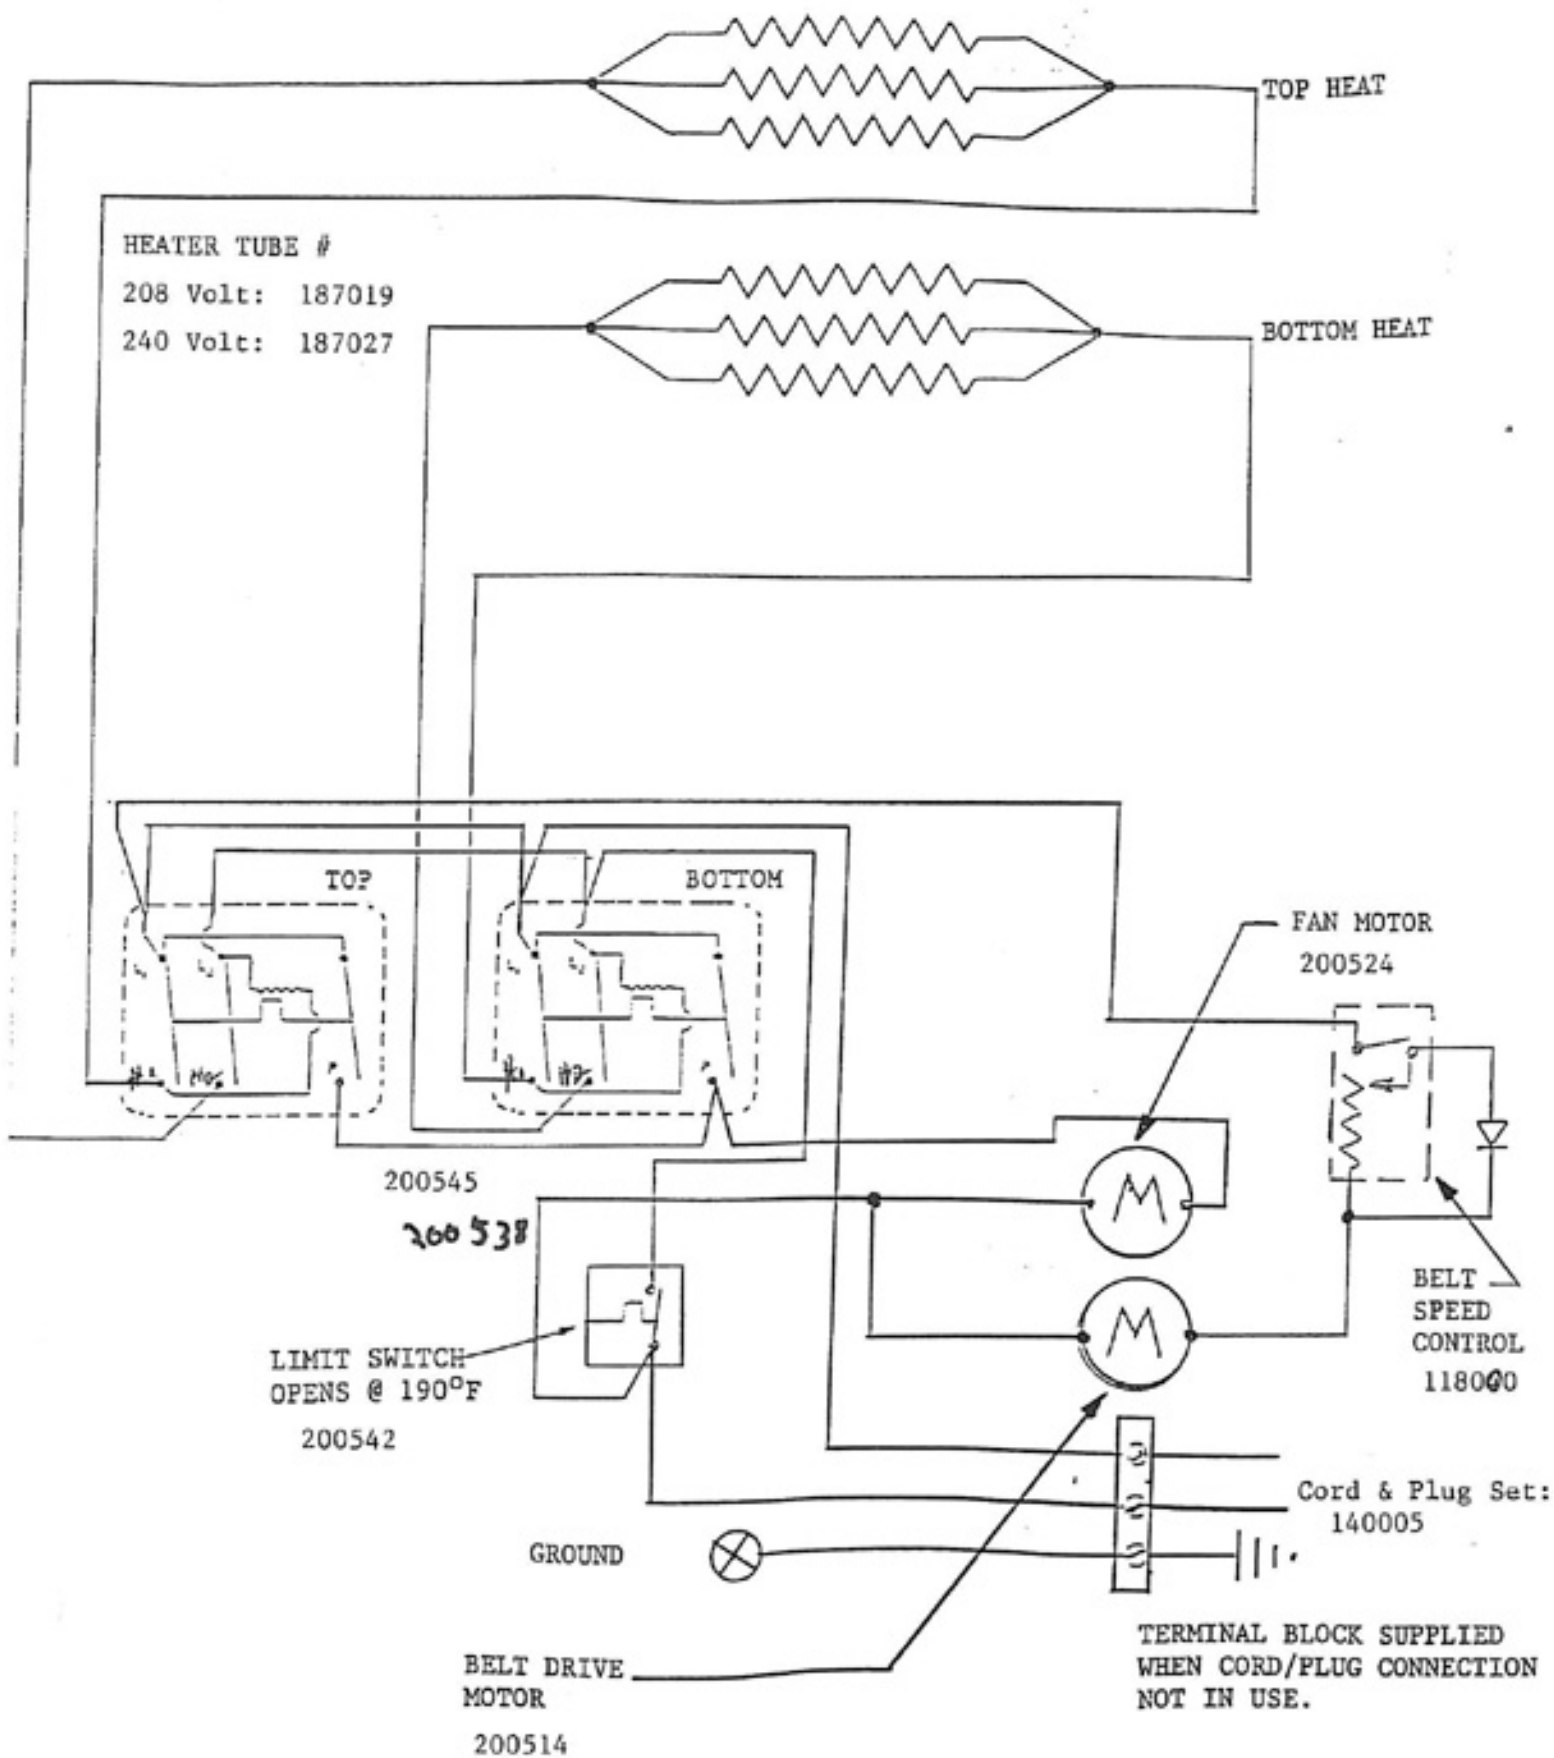 TOP HEAT
HEATER TUBE #
208 Volt: 187019
240 Volt: 187027
BOTTOM HEAT
TOP
BOTTOM
FAN MOTOR
200524
P
P
200545
200538
M
M
BELT
SPEED
CONTROL
LIMIT SWITCH
OPENS @ 190°F
200542
Cord & Plug Set:
140005
GROUND
TERMINAL BLOCK SUPPLIED
WHEN CORD/PLUG CONNECTION
NOT IN USE.
BELT DRIVE
MOTOR
200514